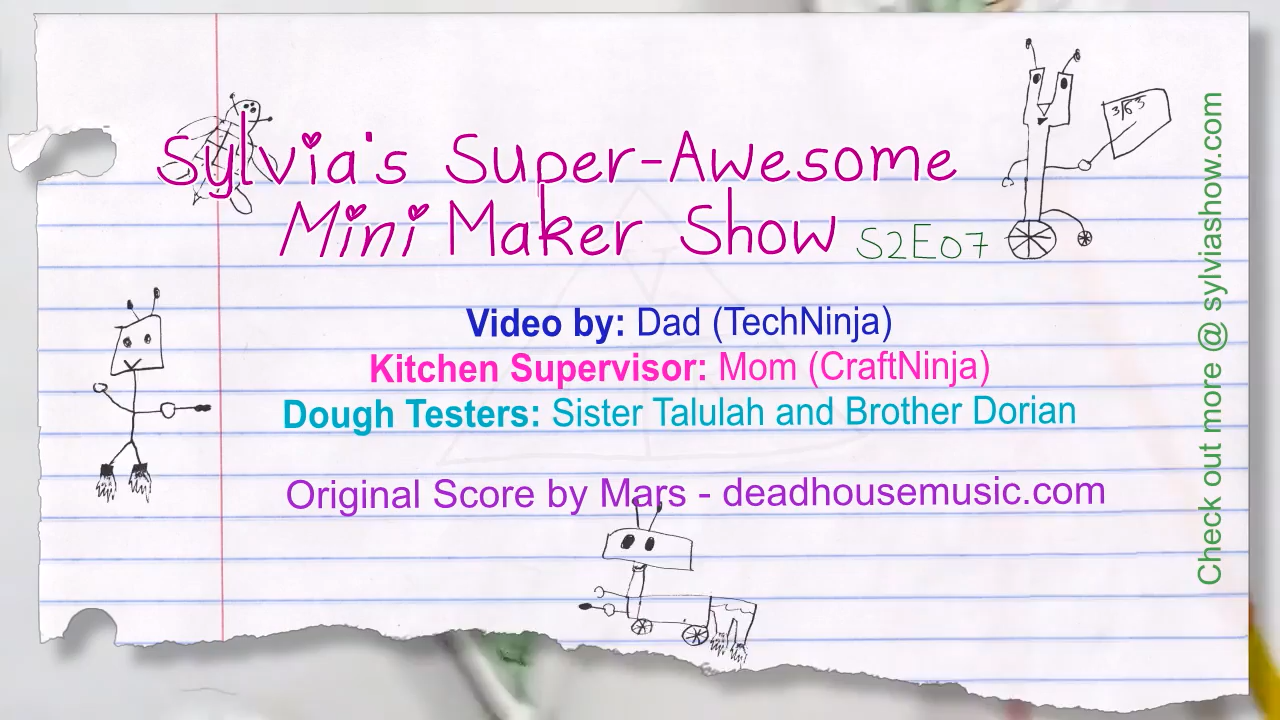 Sylvia's Super-Awesome
Mini Maker Show S2E07
Video by: Dad (TechNinja)
Kitchen Supervisor: Mom (CraftNinja)
Dough Testers: Sister Talulah and Brother Dorian
Original Score by Mars - deadhousemusic.com
Check out more @ sylviashow.com